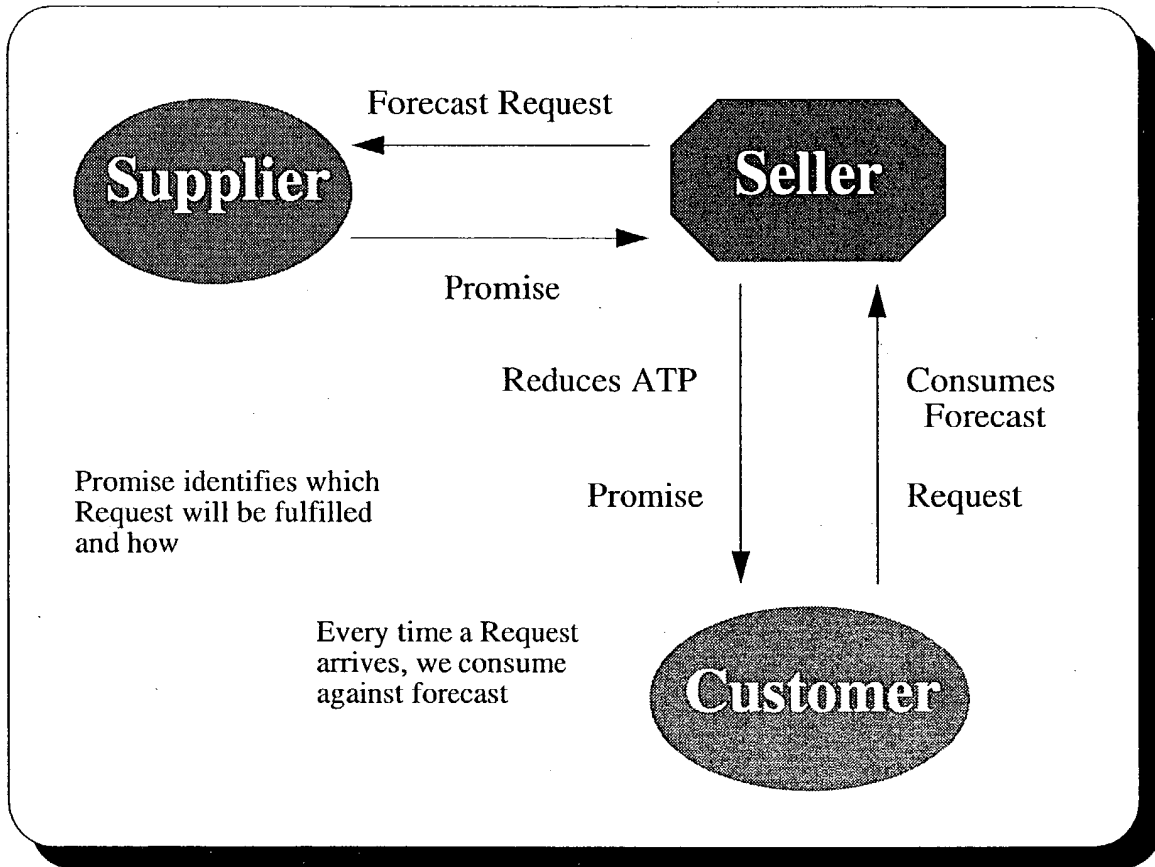 Forecast Request
Supplier
Seller
Promise
Reduces ATP
Consumes
Forecast
Promise
Request
Promise identifies which
Request will be fulfilled
and how
Every time a Request
arrives, we consume
against forecast
Customer